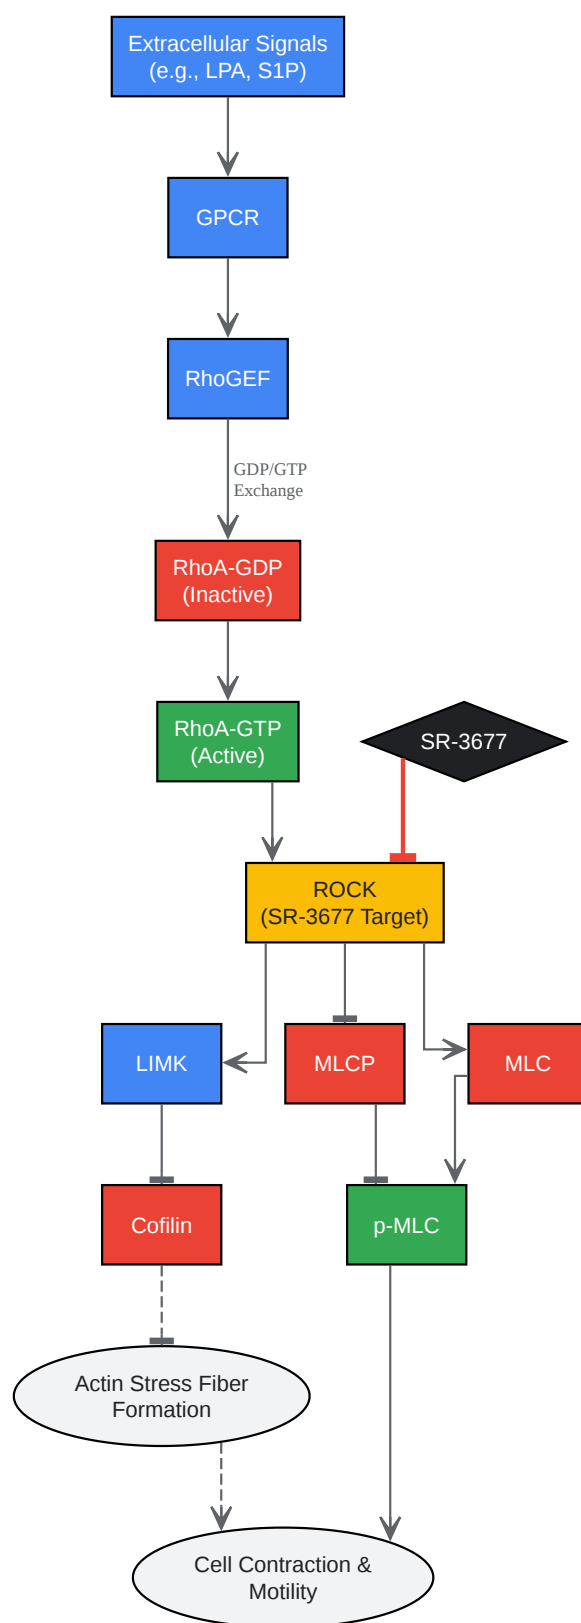 Extracellular Signals
(e.g., LPA, S1P)
GPCR
RhoGEF
GDP/GTP
Exchange
RhoA-GDP
(Inactive)
RhoA-GTP
(Active)
SR-3677
ROCK
(SR-3677 Target)
LIMK
MLCP
MLC
Cofilin
p-MLC
Actin Stress Fiber
Formation
Cell Contraction &
Motility